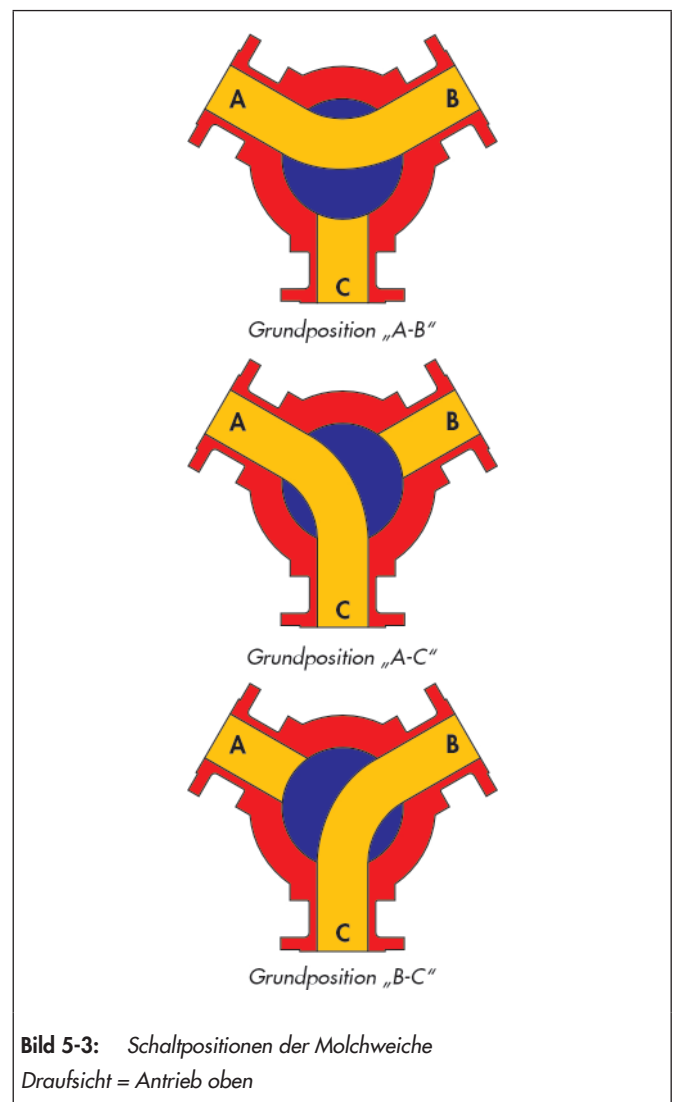 A B
C
Grundposition „A-B“
A B
C
Grundposition „A-C“
A B
C
Grundposition „B-C“
Bild 5-3: Schaltpositionen der Molchweiche
Draufsicht = Antrieb oben